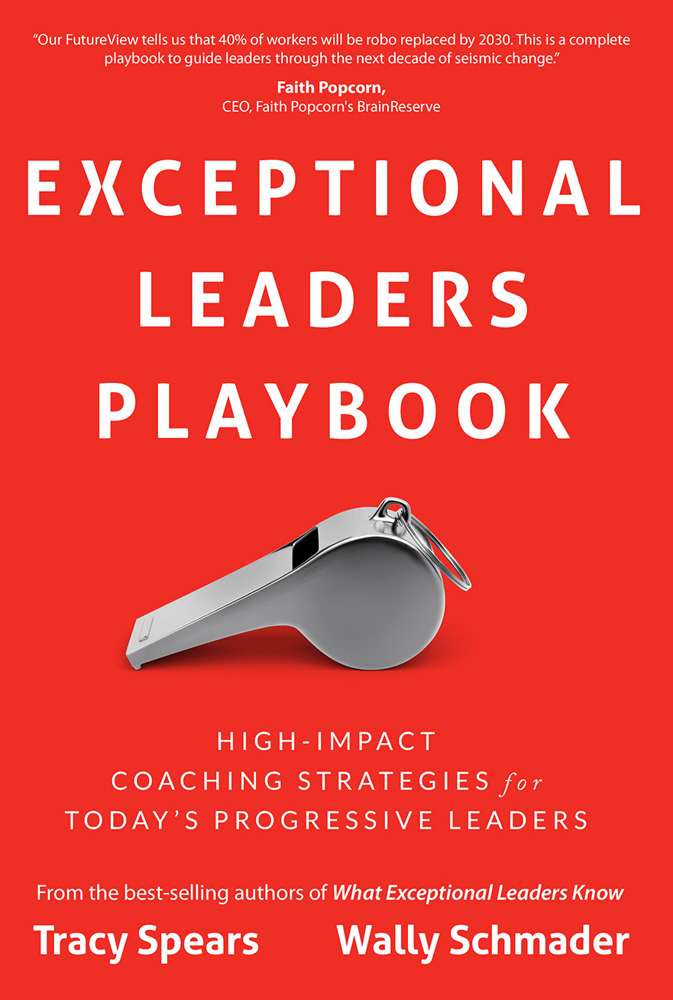 “Our FutureView tells us that 40% of workers will be robo replaced by 2030. This is a complete
playbook to guide leaders through the next decade of seismic change.”
Faith Popcorn,
CEO, Faith Popcorn's BrainReserve
EXCEPTIONAL
LEADERS
PLAYBOOK
HIGH-IMPACT
COACHING STRATEGIES for
TODAY’S PROGRESSIVE LEADERS
From the best-selling authors of What Exceptional Leaders Know
Tracy Spears Wally Schmader